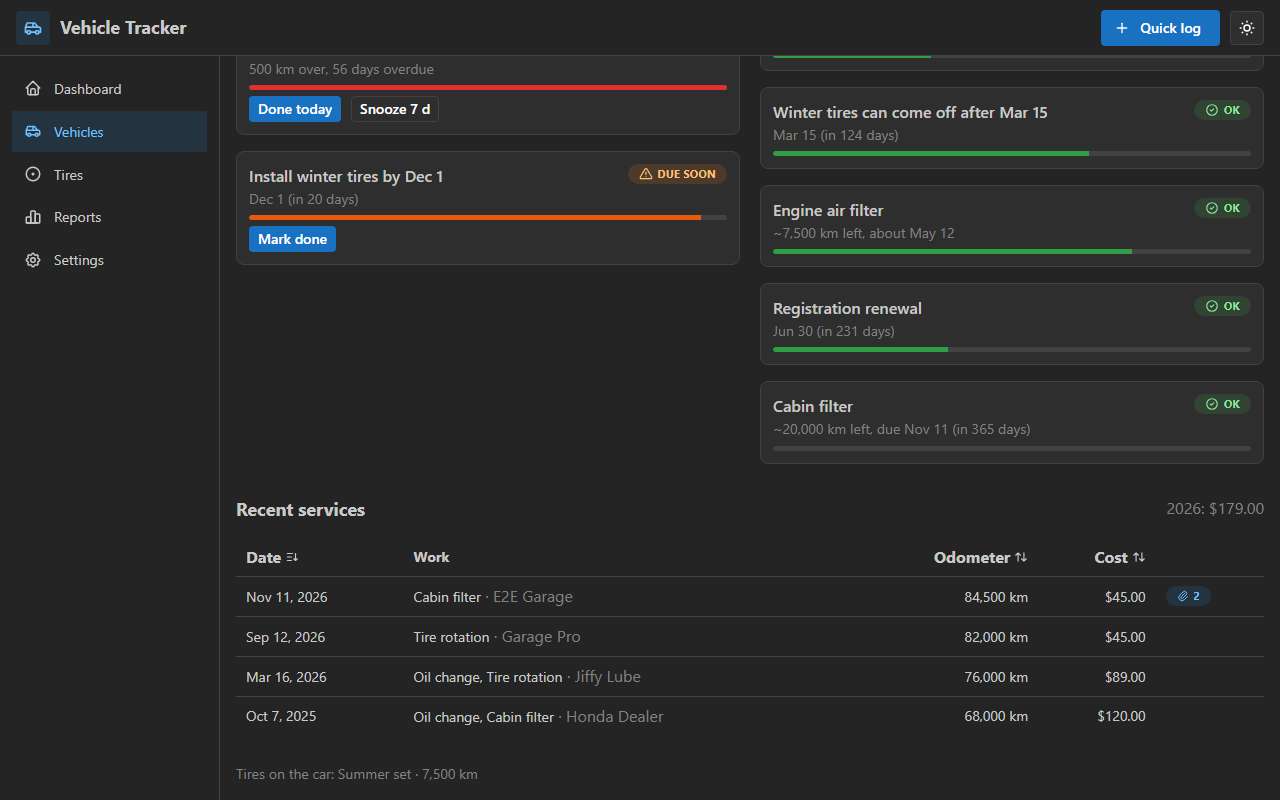 Vehicle Tracker
Quick log
Dashboard
Vehicles
Tires
Reports
Settings
500 km over, 56 days overdue
Done today
Snooze 7 d
Install winter tires by Dec 1
DUE SOON
Dec 1 (in 20 days)
Mark done
Winter tires can come off after Mar 15
OK
Mar 15 (in 124 days)
Engine air filter
OK
~7,500 km left, about May 12
Registration renewal
OK
Jun 30 (in 231 days)
Cabin filter
OK
~20,000 km left, due Nov 11 (in 365 days)
Recent services
2026: $179.00
Date Work Odometer Cost
Nov 11, 2026 Cabin filter · E2E Garage 84,500 km $45.00 2
Sep 12, 2026 Tire rotation · Garage Pro 82,000 km $45.00
Mar 16, 2026 Oil change, Tire rotation · Jiffy Lube 76,000 km $89.00
Oct 7, 2025 Oil change, Cabin filter · Honda Dealer 68,000 km $120.00
Tires on the car: Summer set · 7,500 km